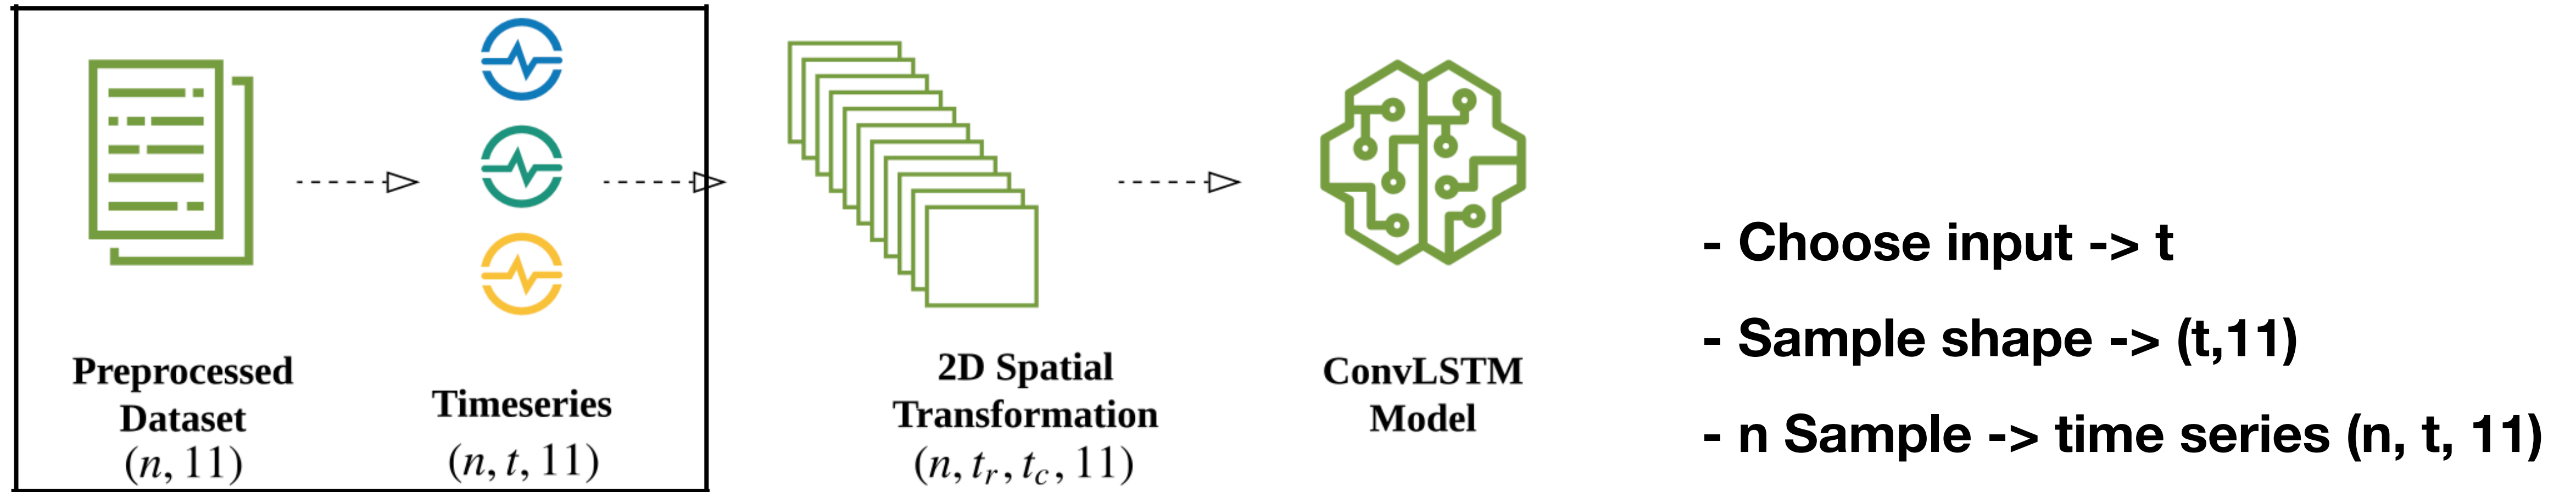 Preprocessed
Dataset
(n, 11)
Timeseries
(n, t, 11)
2D Spatial
Transformation
(n, tᵣ, t_c, 11)
ConvLSTM
Model
- Choose input -> t
- Sample shape -> (t,11)
- n Sample -> time series (n, t, 11)